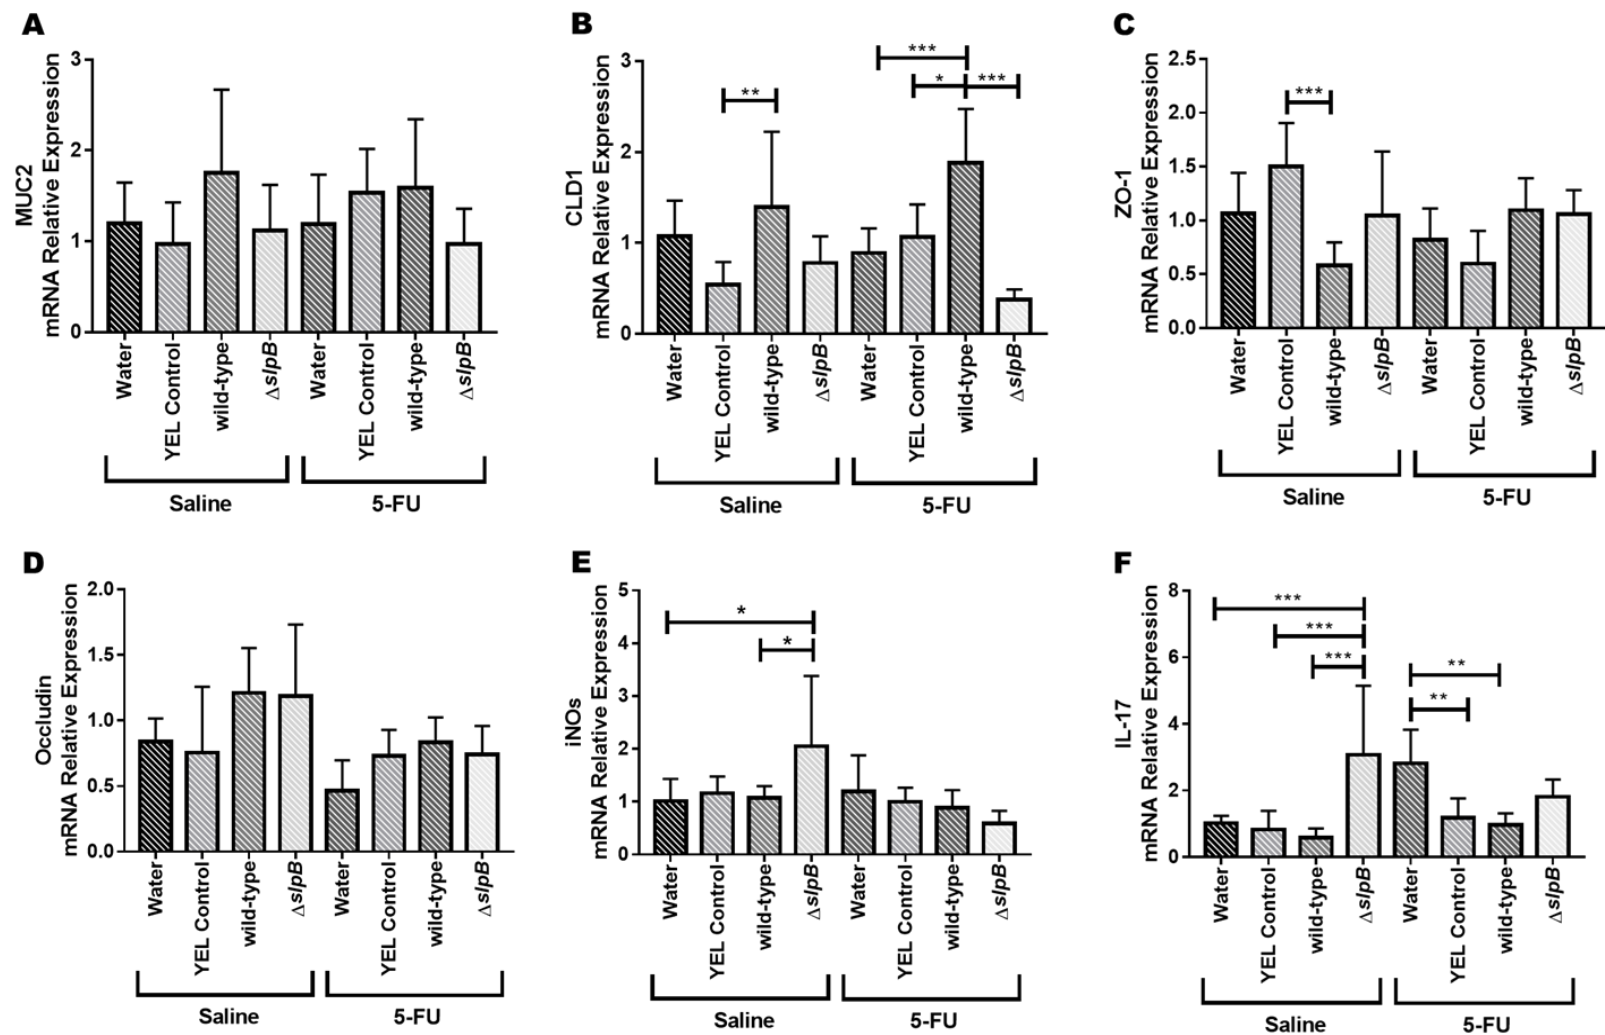 A
MUC2
mRNA Relative Expression
3
2
1
0
Water
YEL Control
wild-type
ΔslpB
Water
YEL Control
wild-type
ΔslpB
Saline
5-FU
B
CLD1
mRNA Relative Expression
3
2
1
0
**
***
*
***
Water
YEL Control
wild-type
ΔslpB
Water
YEL Control
wild-type
ΔslpB
Saline
5-FU
C
ZO-1
mRNA Relative Expression
2.5
2.0
1.5
1.0
0.5
0.0
***
Water
YEL Control
wild-type
ΔslpB
Water
YEL Control
wild-type
ΔslpB
Saline
5-FU
D
Occludin
mRNA Relative Expression
2.0
1.5
1.0
0.5
0.0
Water
YEL Control
wild-type
ΔslpB
Water
YEL Control
wild-type
ΔslpB
Saline
5-FU
E
iNOs
mRNA Relative Expression
5
4
3
2
1
0
*
*
Water
YEL Control
wild-type
ΔslpB
Water
YEL Control
wild-type
ΔslpB
Saline
5-FU
F
IL-17
mRNA Relative Expression
8
6
4
2
0
***
***
***
**
**
Water
YEL Control
wild-type
ΔslpB
Water
YEL Control
wild-type
ΔslpB
Saline
5-FU